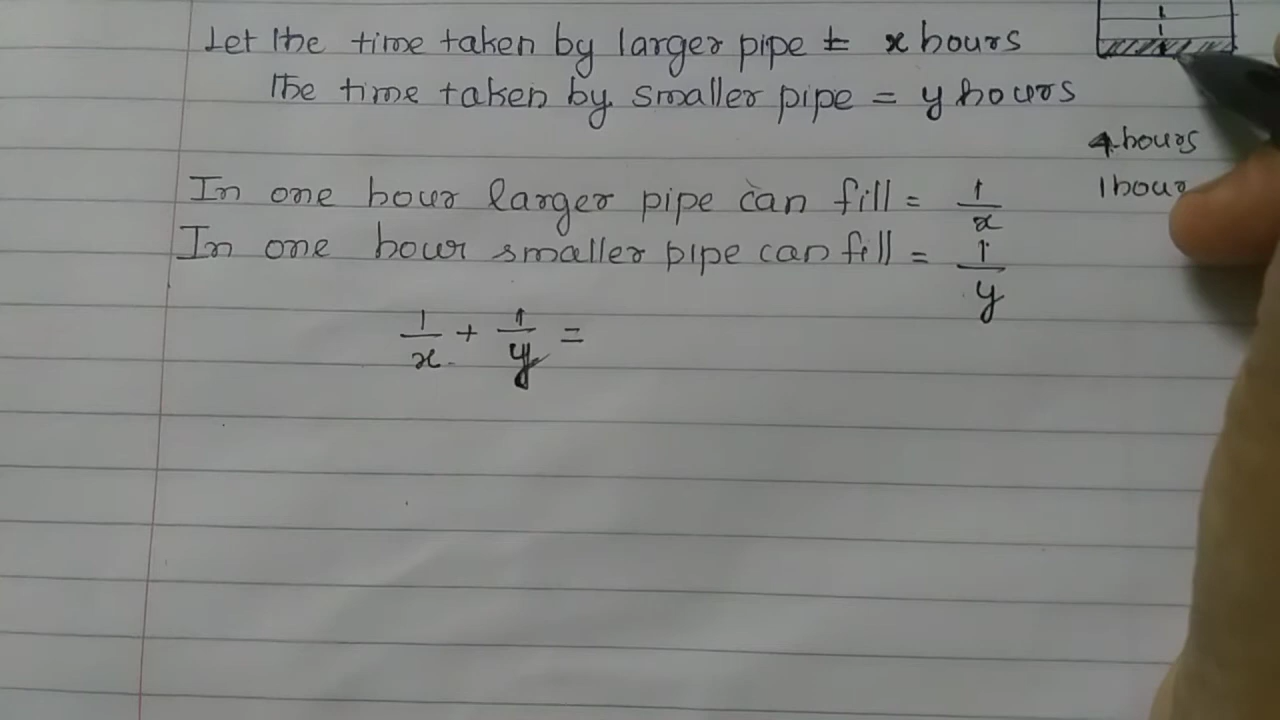 Let the time taken by larger pipe = x hours
The time taken by smaller pipe = y hours
4 hours
1 hour
In one hour larger pipe can fill = 1/x
In one hour smaller pipe can fill = 1/y
1/x + 1/y =